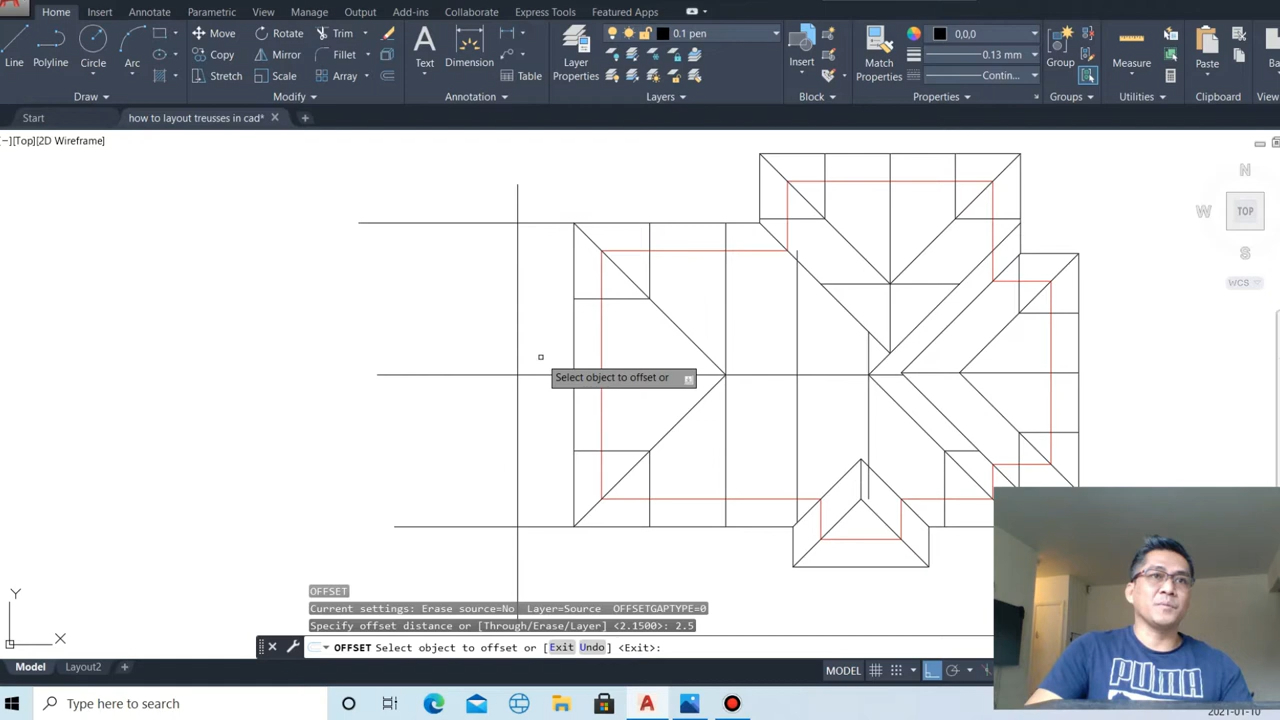 Home Insert Annotate Parametric View Manage Output Add-ins Collaborate Express Tools Featured Apps
Line Polyline Circle Arc
Move Rotate Trim
Copy Mirror Fillet
Stretch Scale Array
Text Dimension
Table
Layer Properties
0.1 pen
Insert
Match Properties
0,0,0
0.13 mm
Contin...
Group
Measure
Paste
Draw Modify Annotation Layers Block Properties Groups Utilities Clipboard
Start how to layout treusses in cad*
[−][Top][2D Wireframe]
N
W TOP
S
WCS
Select object to offset or
OFFSET
Current settings: Erase source=No Layer=Source OFFSETGAPTYPE=0
Specify offset distance or [Through/Erase/Layer] <2.1500>: 2.5
Y
X
OFFSET Select object to offset or [Exit Undo] <Exit>:
Model Layout2
MODEL
PUMA
Type here to search
2021-01-10